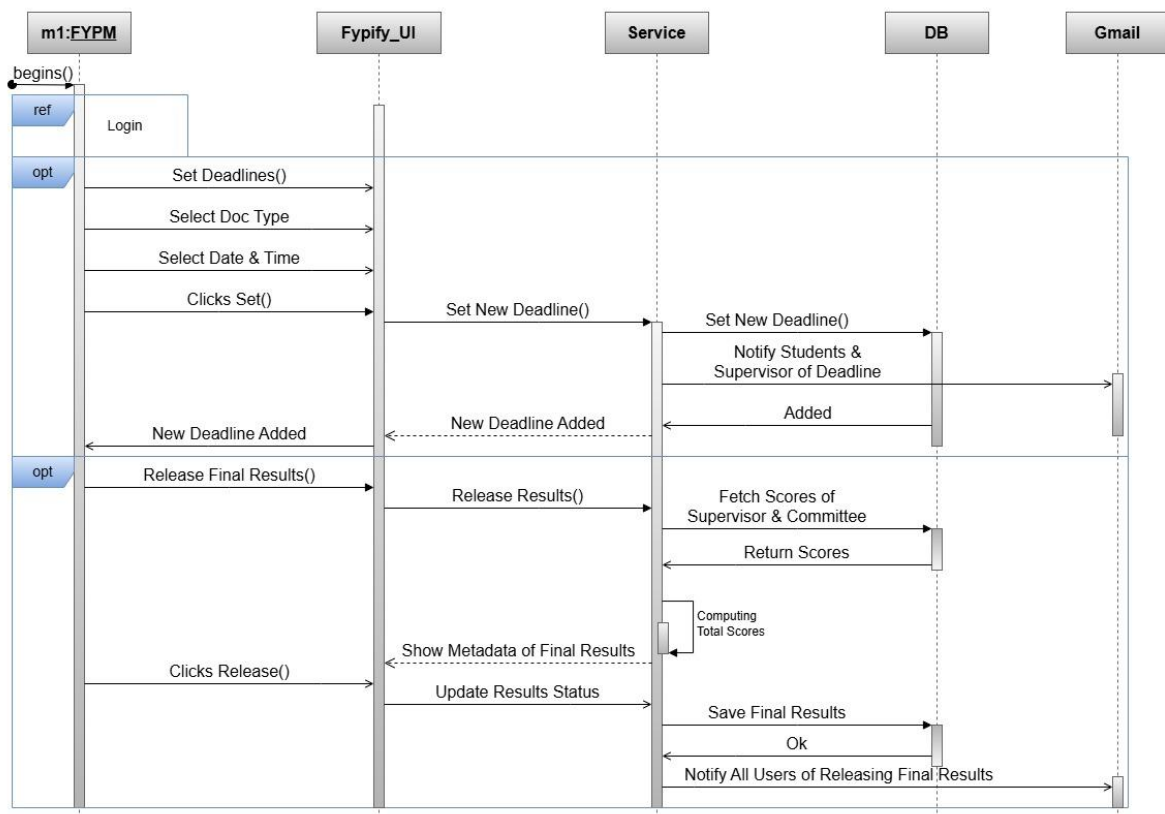 m1:FYPM
Fypify_UI
Service
DB
Gmail
begins()
ref
Login
opt
Set Deadlines()
Select Doc Type
Select Date & Time
Clicks Set()
Set New Deadline()
Set New Deadline()
Notify Students &
Supervisor of Deadline
Added
New Deadline Added
New Deadline Added
opt
Release Final Results()
Release Results()
Fetch Scores of
Supervisor & Committee
Return Scores
Computing
Total Scores
Show Metadata of Final Results
Clicks Release()
Update Results Status
Save Final Results
Ok
Notify All Users of Releasing Final Results